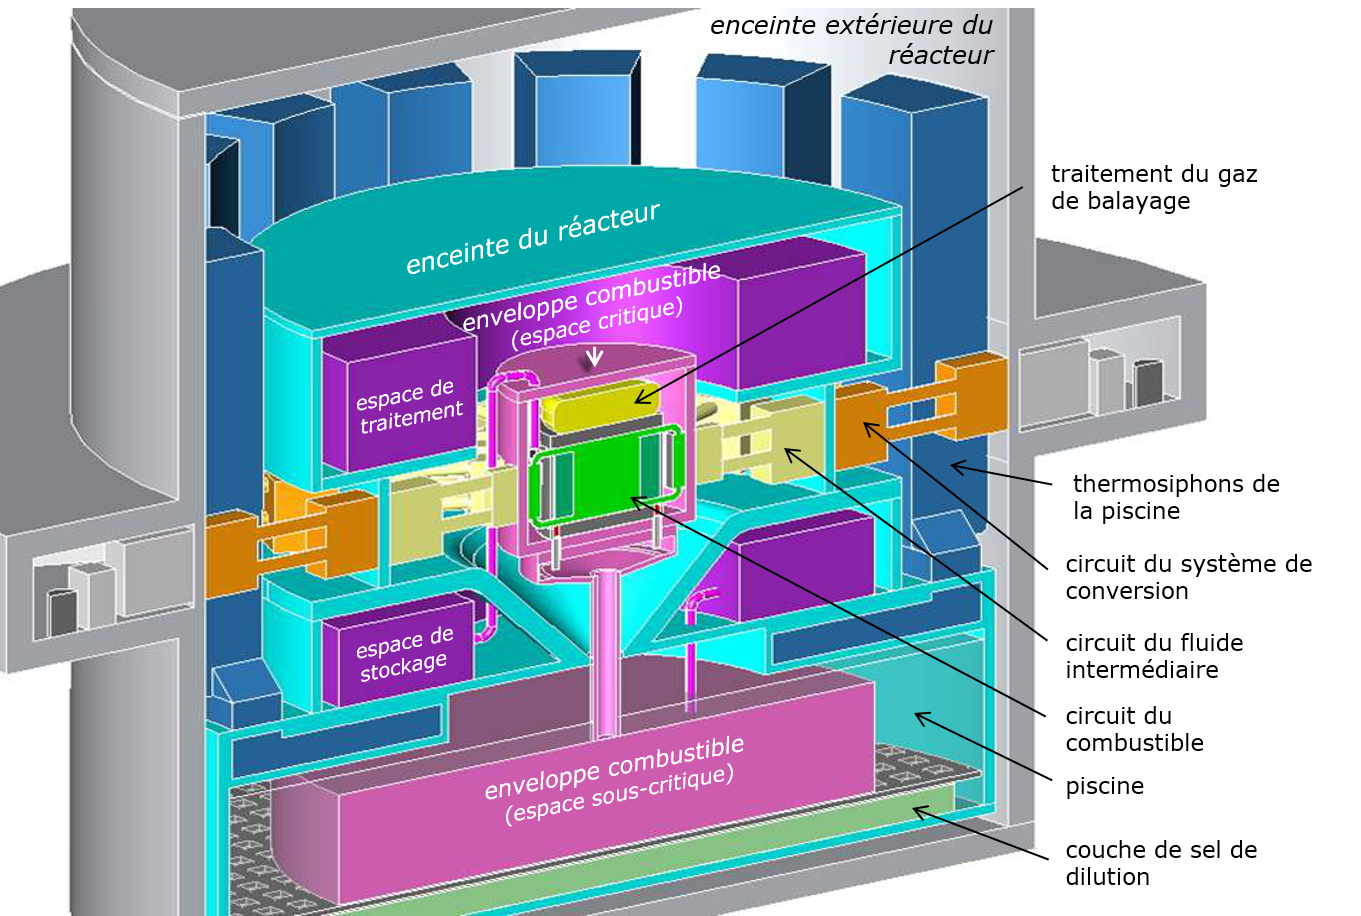 enceinte extérieure du
réacteur
traitement du gaz
de balayage
enceinte du réacteur
enveloppe combustible
(espace critique)
espace de
traitement
thermosiphons de
la piscine
circuit du système de
conversion
espace de
stockage
circuit du fluide
intermédiaire
circuit du
combustible
enveloppe combustible
(espace sous-critique)
piscine
couche de sel de
dilution